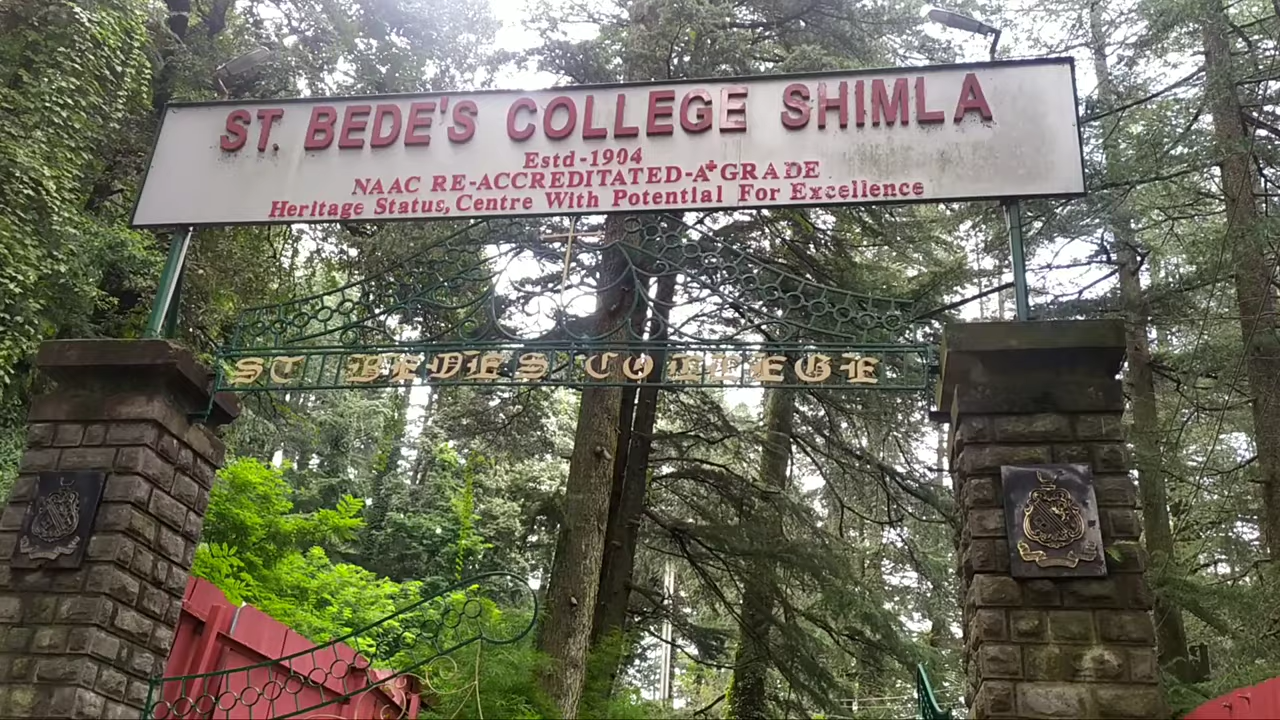 ST. BEDE'S COLLEGE SHIMLA
Estd-1904
NAAC RE-ACCREDITATED-A+ GRADE
Heritage Status, Centre With Potential For Excellence
ST BEDES COLLEGE